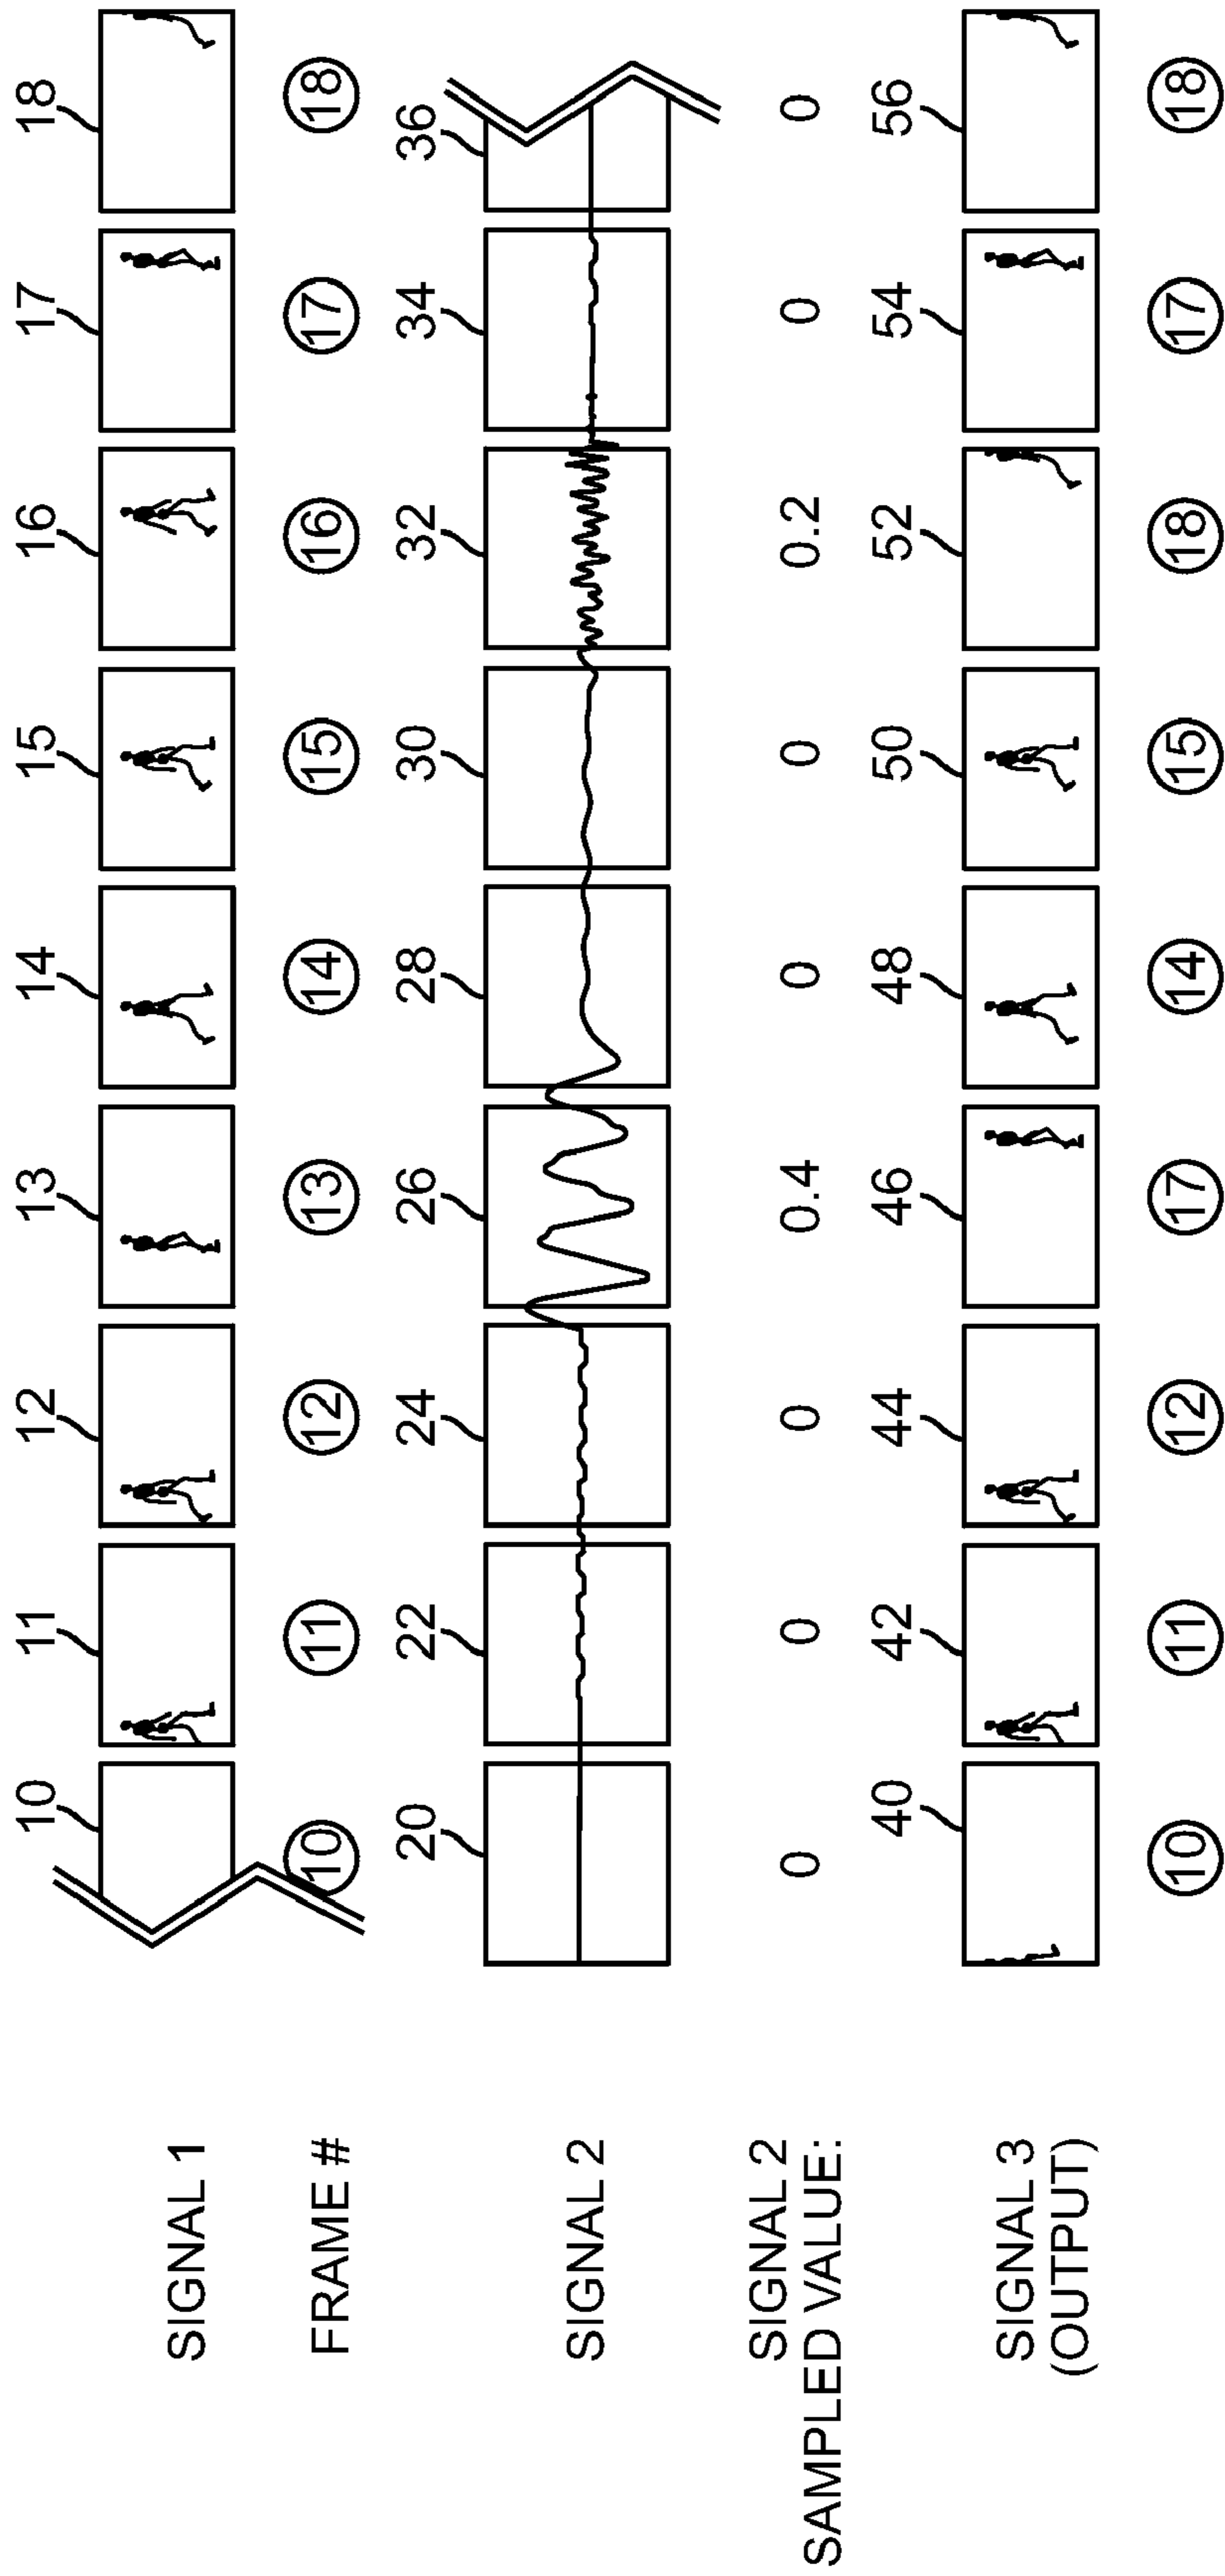 10 11 12 13 14 15 16 17 18
SIGNAL 1
FRAME # 10 11 12 13 14 15 16 17 18
20 22 24 26 28 30 32 34 36
SIGNAL 2
SIGNAL 2
SAMPLED VALUE: 0 0 0 0.4 0 0 0.2 0 0
40 42 44 46 48 50 52 54 56
SIGNAL 3
(OUTPUT)
10 11 12 17 14 15 18 17 18